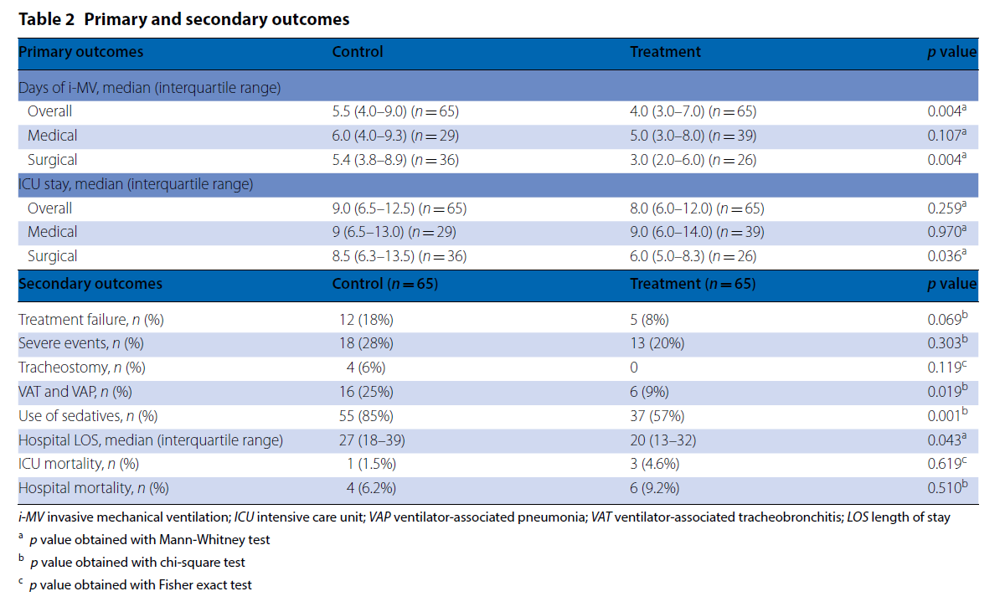 Table 2 Primary and secondary outcomes
Primary outcomes Control Treatment p value
Days of i-MV, median (interquartile range)
Overall 5.5 (4.0–9.0) (n=65) 4.0 (3.0–7.0) (n=65) 0.004a
Medical 6.0 (4.0–9.3) (n=29) 5.0 (3.0–8.0) (n=39) 0.107a
Surgical 5.4 (3.8–8.9) (n=36) 3.0 (2.0–6.0) (n=26) 0.004a
ICU stay, median (interquartile range)
Overall 9.0 (6.5–12.5) (n=65) 8.0 (6.0–12.0) (n=65) 0.259a
Medical 9 (6.5–13.0) (n=29) 9.0 (6.0–14.0) (n=39) 0.970a
Surgical 8.5 (6.3–13.5) (n=36) 6.0 (5.0–8.3) (n=26) 0.036a
Secondary outcomes Control (n=65) Treatment (n=65) p value
Treatment failure, n (%) 12 (18%) 5 (8%) 0.069b
Severe events, n (%) 18 (28%) 13 (20%) 0.303b
Tracheostomy, n (%) 4 (6%) 0 0.119c
VAT and VAP, n (%) 16 (25%) 6 (9%) 0.019b
Use of sedatives, n (%) 55 (85%) 37 (57%) 0.001b
Hospital LOS, median (interquartile range) 27 (18–39) 20 (13–32) 0.043a
ICU mortality, n (%) 1 (1.5%) 3 (4.6%) 0.619c
Hospital mortality, n (%) 4 (6.2%) 6 (9.2%) 0.510b
i-MV invasive mechanical ventilation; ICU intensive care unit; VAP ventilator-associated pneumonia; VAT ventilator-associated tracheobronchitis; LOS length of stay
a p value obtained with Mann-Whitney test
b p value obtained with chi-square test
c p value obtained with Fisher exact test